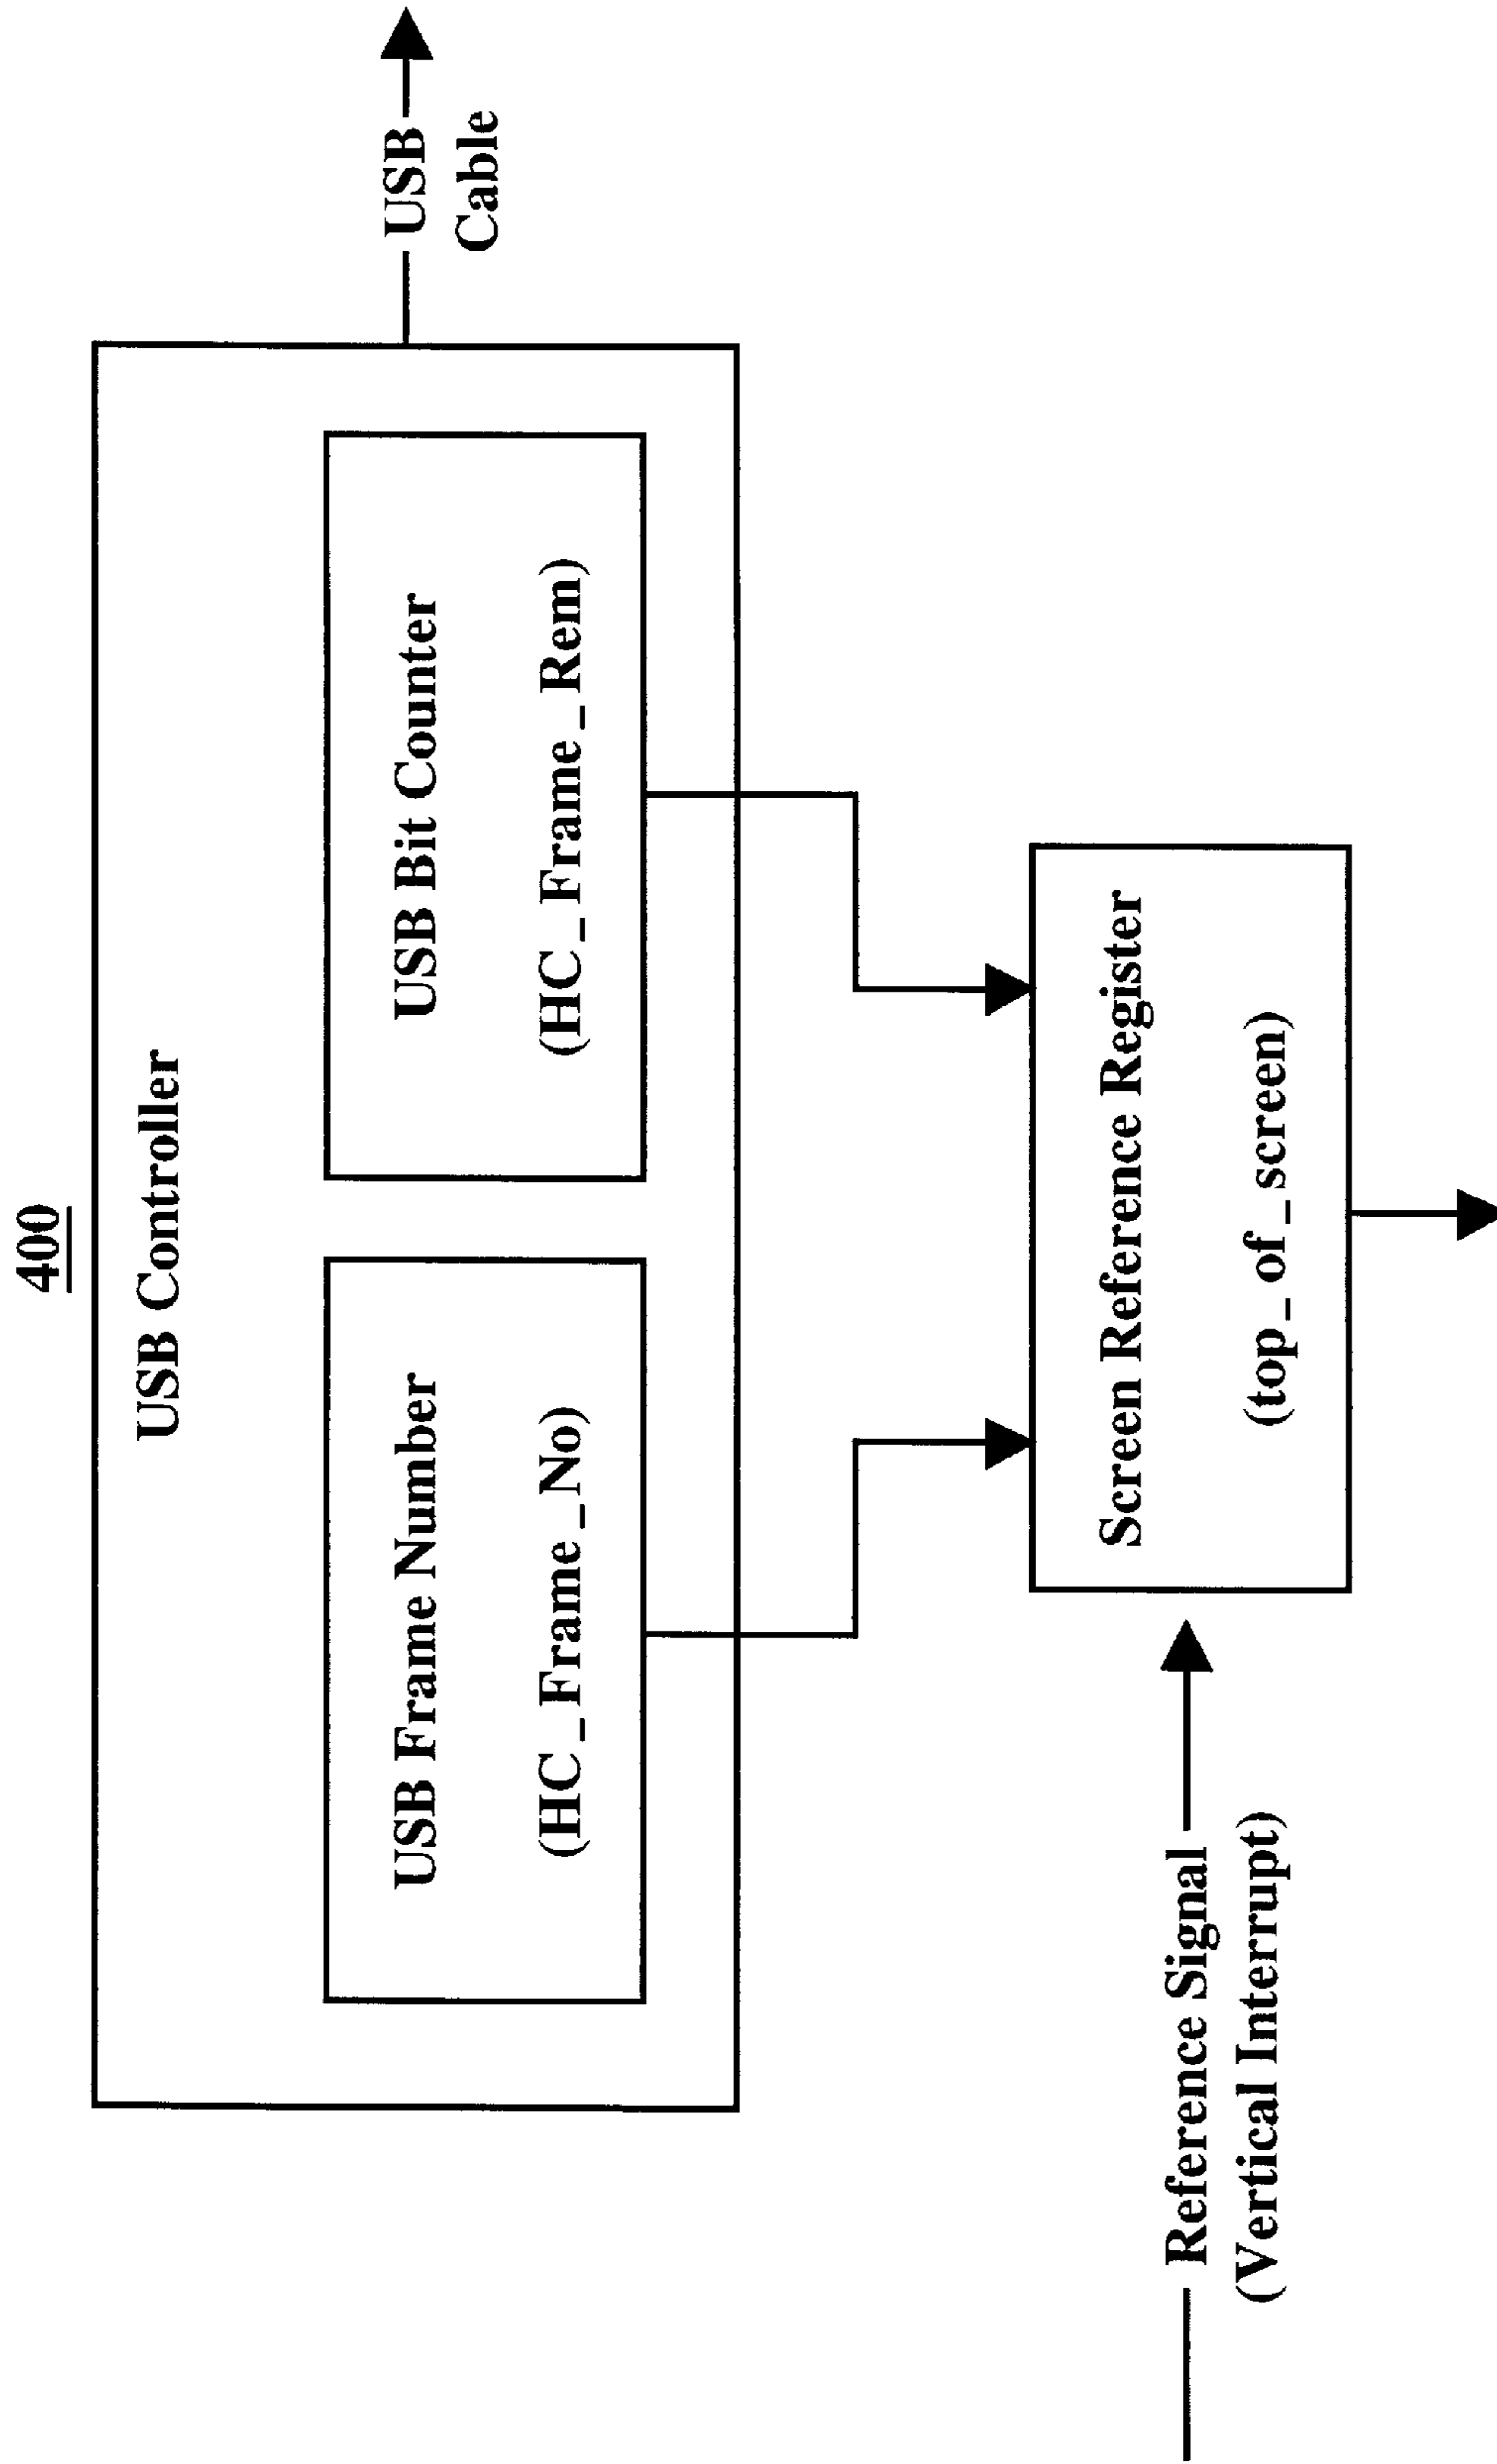 400
USB Controller
USB Frame Number
(HC_Frame_No)
USB Bit Counter
(HC_Frame_Rem)
USB
Cable
Reference Signal
(Vertical Interrupt)
Screen Reference Register
(top_of_screen)